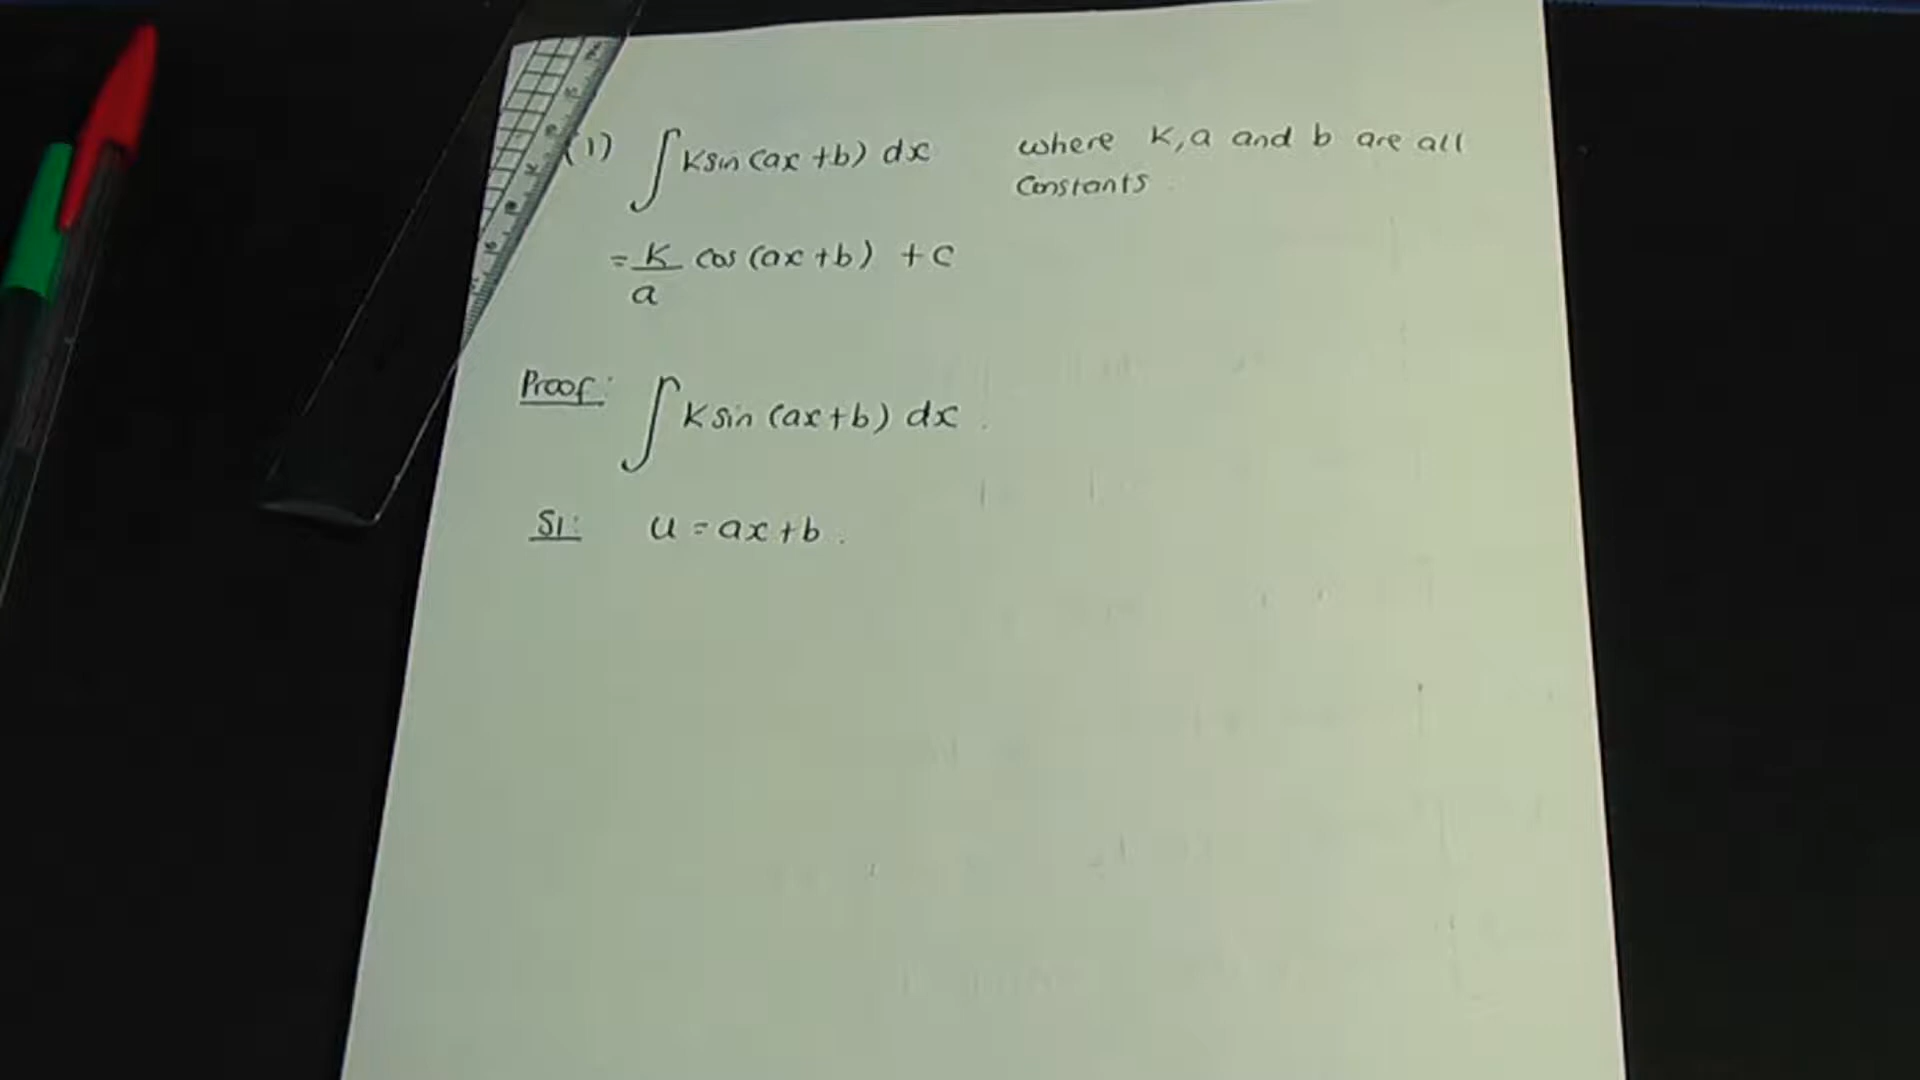 (1) ∫ K sin (ax + b) dx where K, a and b are all
Constants
= K/a cos (ax + b) + c
Proof: ∫ K sin (ax + b) dx .
S1: u = ax + b .